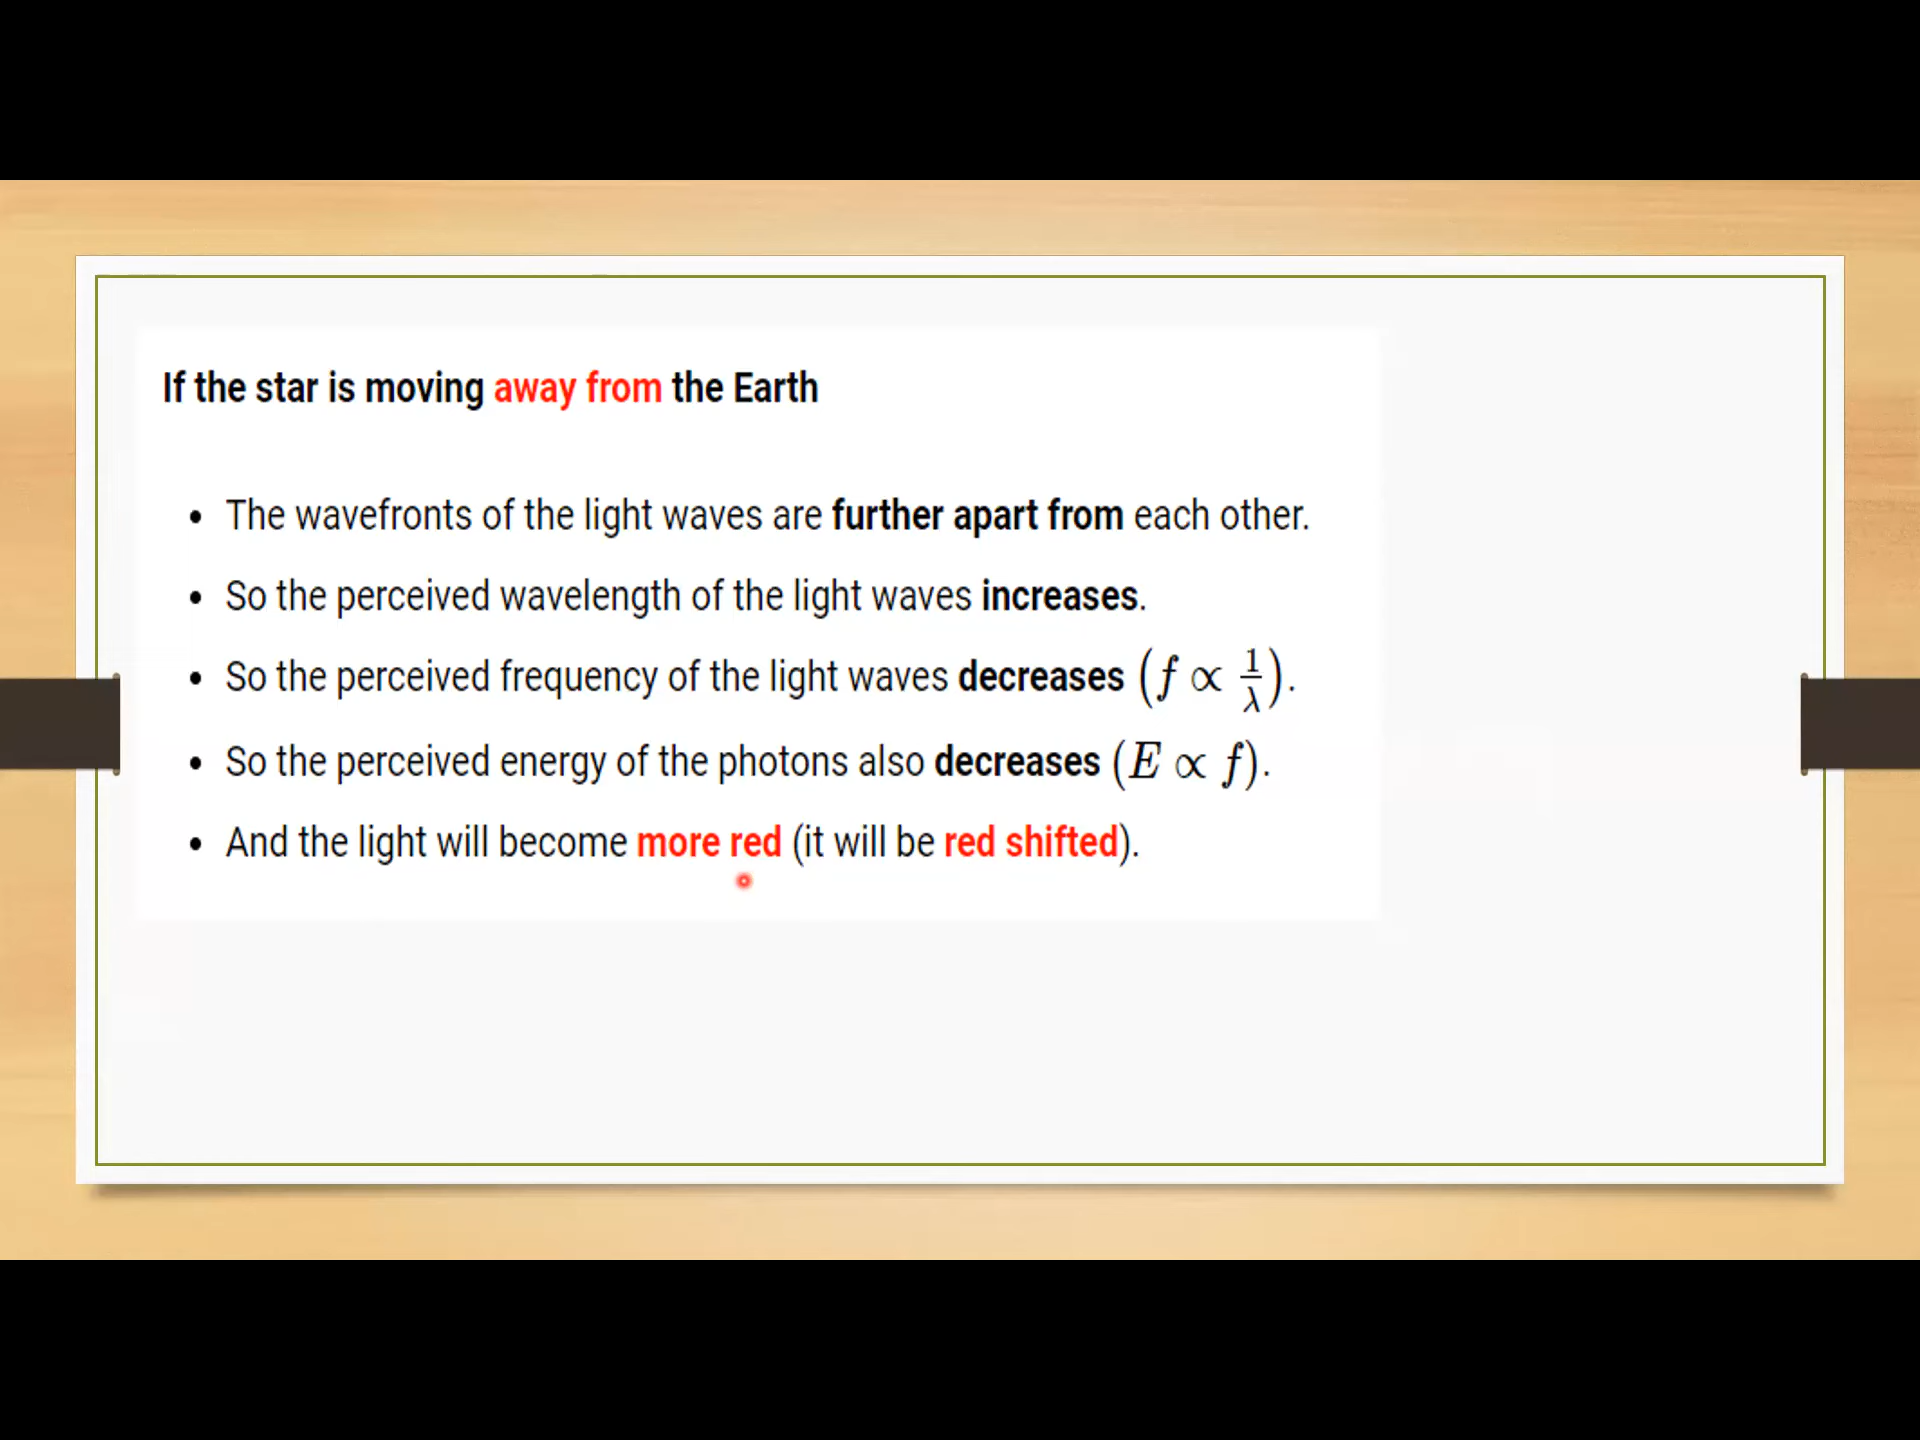 If the star is moving away from the Earth
• The wavefronts of the light waves are further apart from each other.
• So the perceived wavelength of the light waves increases.
• So the perceived frequency of the light waves decreases (f ∝ 1/λ).
• So the perceived energy of the photons also decreases (E ∝ f).
• And the light will become more red (it will be red shifted).